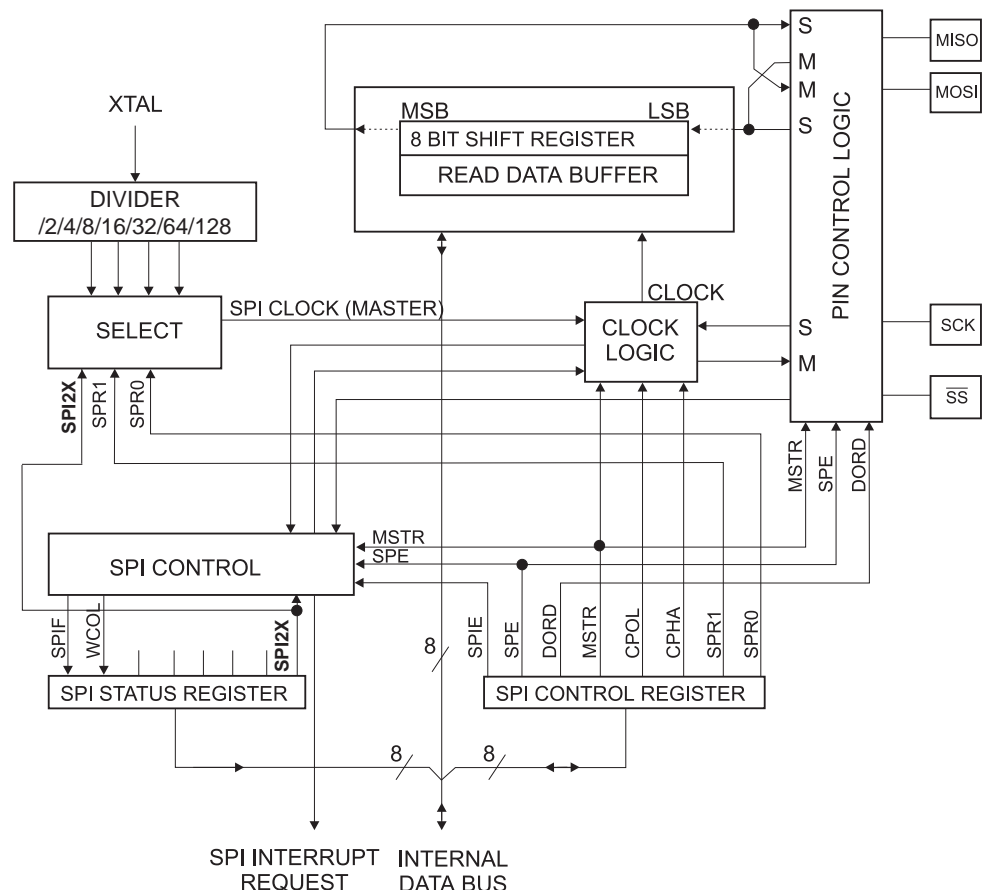 S
MISO
M
M
MOSI
XTAL
MSB
LSB
S
8 BIT SHIFT REGISTER
READ DATA BUFFER
PIN CONTROL LOGIC
DIVIDER
/2/4/8/16/32/64/128
CLOCK
SPI CLOCK (MASTER)
SELECT
CLOCK
LOGIC
S
M
SCK
SS
SPI2X
SPR1
SPR0
MSTR
SPE
DORD
MSTR
SPE
SPI CONTROL
SPIF
WCOL
SPI2X
8
SPIE
SPE
DORD
MSTR
CPOL
CPHA
SPR1
SPR0
SPI STATUS REGISTER
SPI CONTROL REGISTER
8
8
SPI INTERRUPT
REQUEST
INTERNAL
DATA BUS